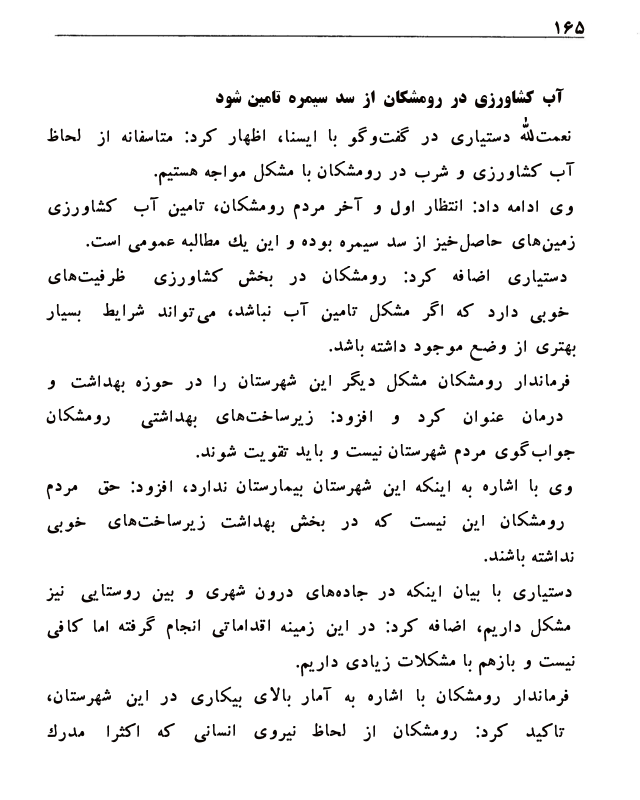 ۱۶۵
آب کشاورزی در رومشکان از سد سیمره تامین شود
نعمت‌الله دستیاری در گفت‌وگو با ایسنا، اظهار کرد: متاسفانه از لحاظ
آب کشاورزی و شرب در رومشکان با مشکل مواجه هستیم.
وی ادامه داد: انتظار اول و آخر مردم رومشکان، تامین آب کشاورزی
زمین‌های حاصل‌خیز از سد سیمره بوده و این یك مطالبه عمومی است.
دستیاری اضافه کرد: رومشکان در بخش کشاورزی ظرفیت‌های
خوبی دارد که اگر مشکل تامین آب نباشد، می‌تواند شرایط بسیار
بهتری از وضع موجود داشته باشد.
فرماندار رومشکان مشکل دیگر این شهرستان را در حوزه بهداشت و
درمان عنوان کرد و افزود: زیرساخت‌های بهداشتی رومشکان
جواب‌گوی مردم شهرستان نیست و باید تقویت شوند.
وی با اشاره به اینکه این شهرستان بیمارستان ندارد، افزود: حق مردم
رومشکان این نیست که در بخش بهداشت زیرساخت‌های خوبی
نداشته باشند.
دستیاری با بیان اینکه در جاده‌های درون شهری و بین روستایی نیز
مشکل داریم، اضافه کرد: در این زمینه اقداماتی انجام گرفته اما کافی
نیست و بازهم با مشکلات زیادی داریم.
فرماندار رومشکان با اشاره به آمار بالای بیکاری در این شهرستان،
تاکید کرد: رومشکان از لحاظ نیروی انسانی که اکثرا مدرك